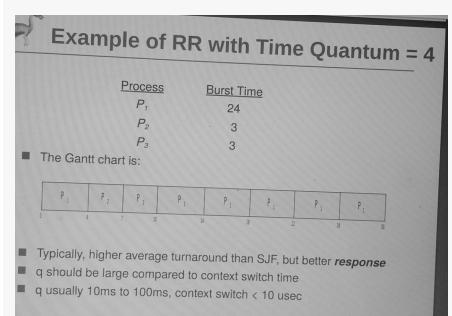 Example of RR with Time Quantum = 4
Process Burst Time
P1 24
P2 3
P3 3
The Gantt chart is:
P1 P2 P3 P1 P1 P1 P1 P1
Typically, higher average turnaround than SJF, but better response
q should be large compared to context switch time
q usually 10ms to 100ms, context switch < 10 usec